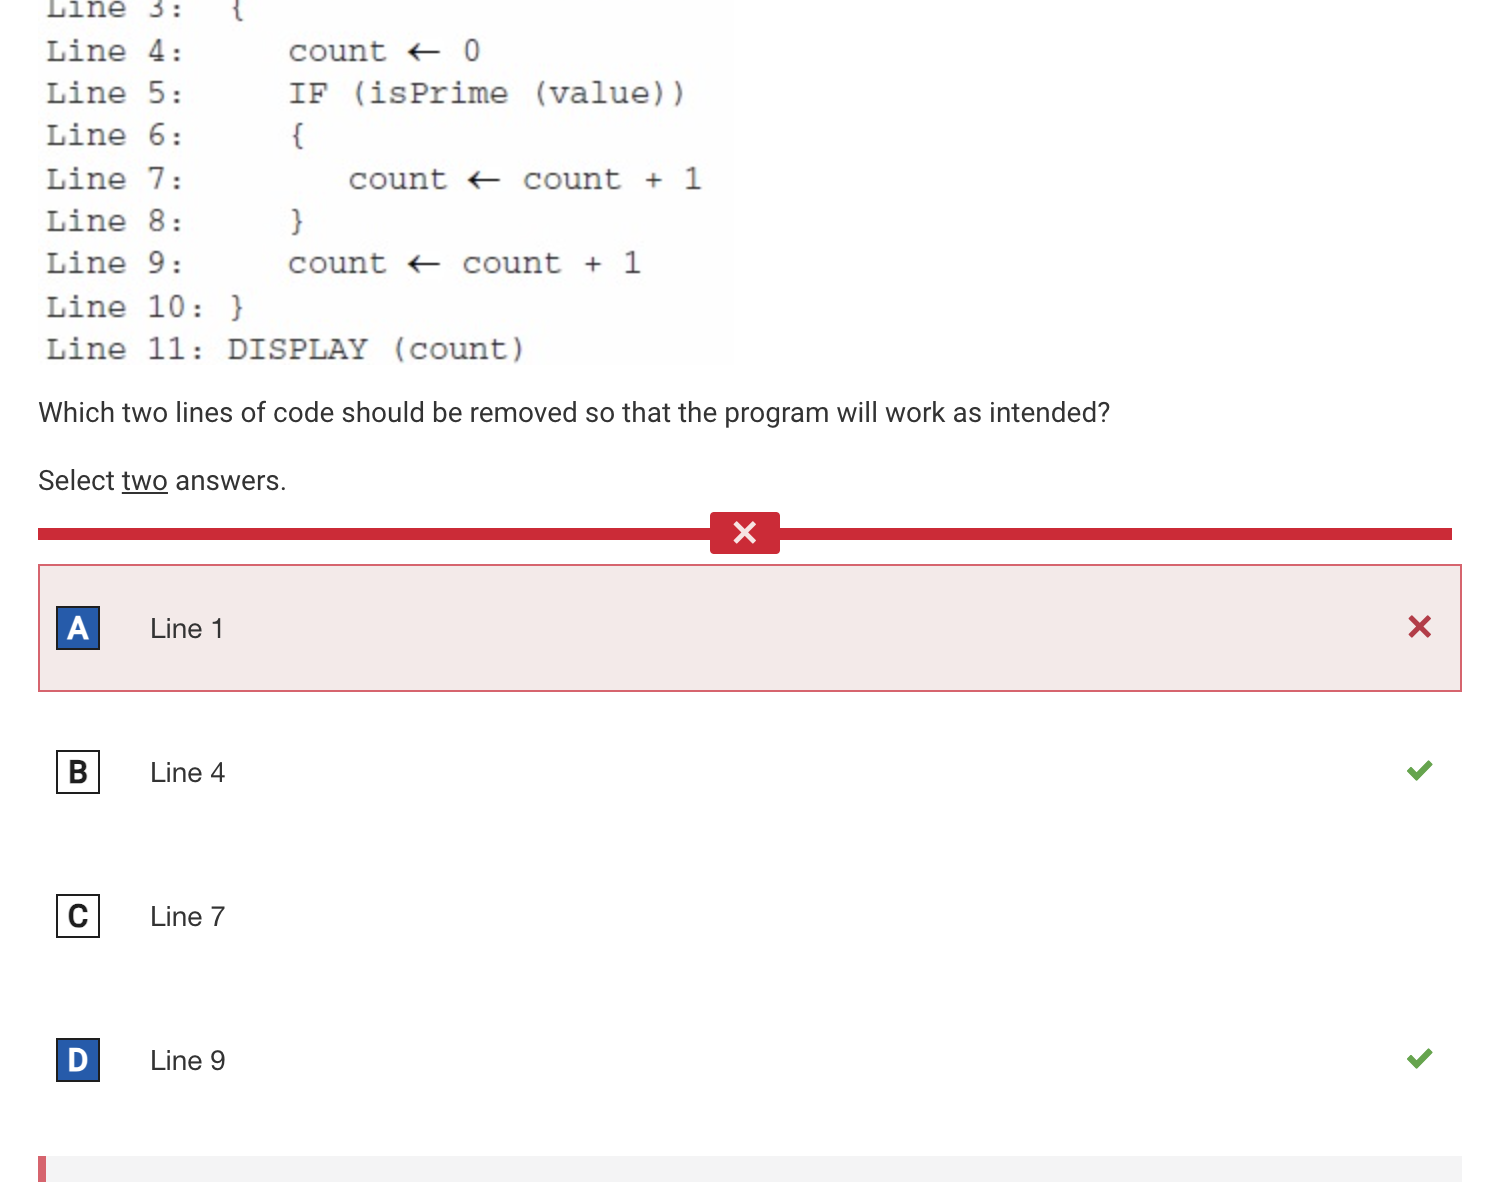 Line 3: {
Line 4: count ← 0
Line 5: IF (isPrime (value))
Line 6: {
Line 7: count ← count + 1
Line 8: }
Line 9: count ← count + 1
Line 10: }
Line 11: DISPLAY (count)
Which two lines of code should be removed so that the program will work as intended?
Select two answers.
A Line 1
B Line 4
C Line 7
D Line 9